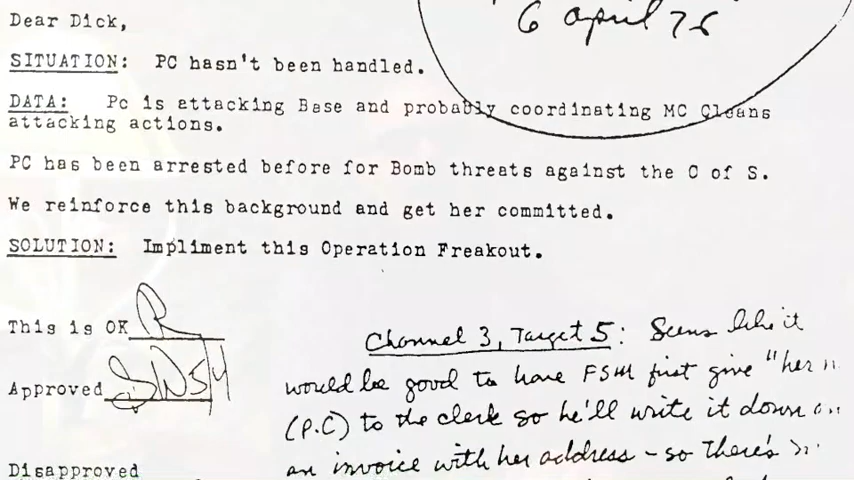 6 april 76
Dear Dick,
SITUATION: PC hasn't been handled.
DATA: Pc is attacking Base and probably coordinating MC Cleans
attacking actions.
PC has been arrested before for Bomb threats against the C of S.
We reinforce this background and get her committed.
SOLUTION: Impliment this Operation Freakout.
This is OK
Channel 3, Target 5: Seems like it
would be good to have FSM first give "her
Approved
(P.C) to the clerk so he'll write it down
an invoice with her address - so there's
Disapproved